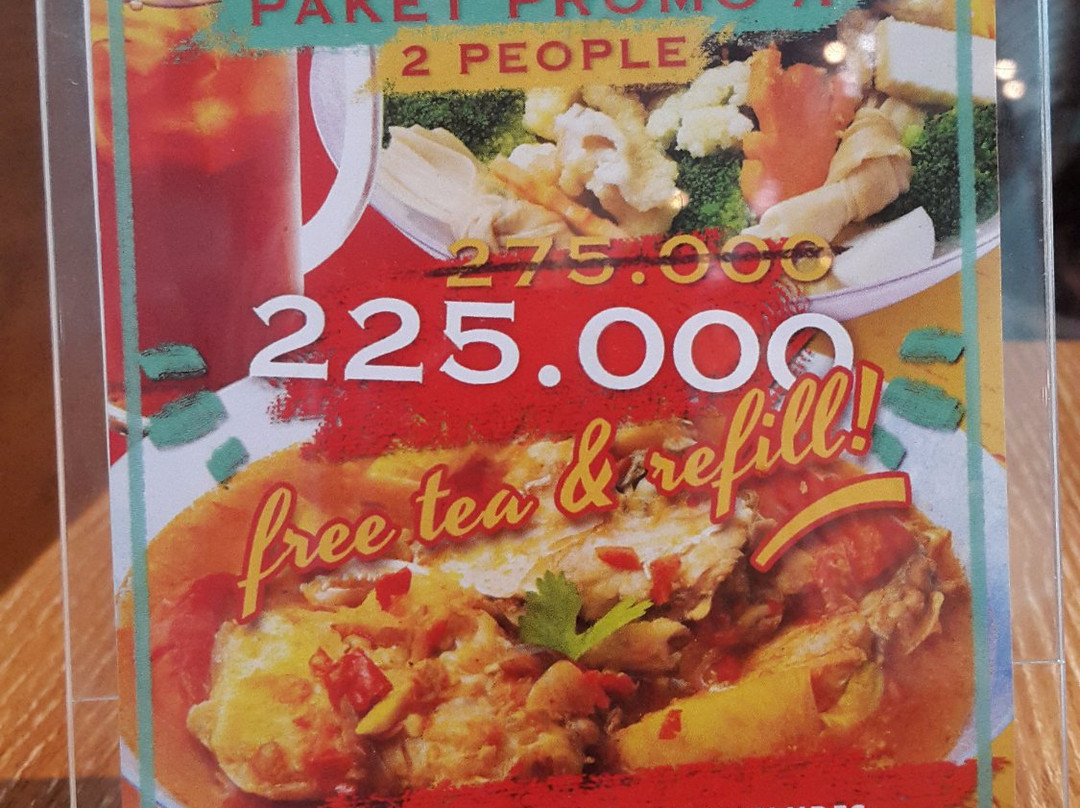 PAKET PROMO A
2 PEOPLE
275.000
225.000
free tea & refill!